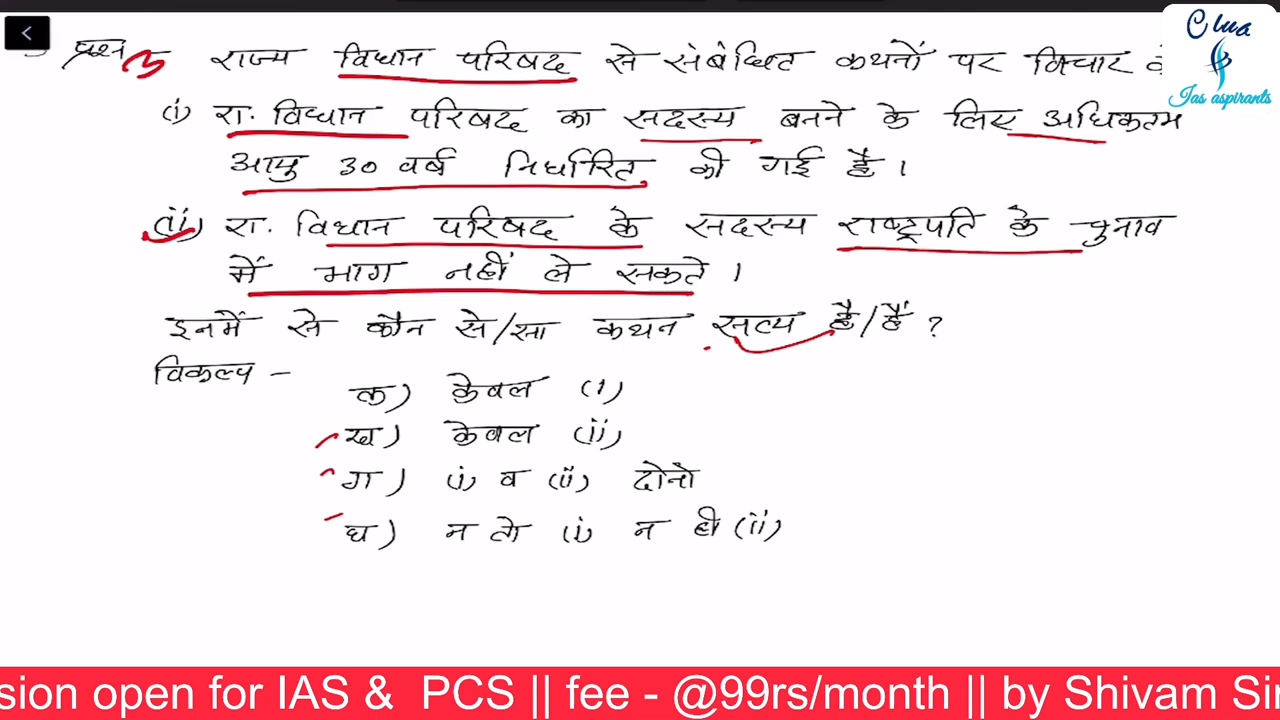 <
Clua
Ias aspirants
प्रश्न 3 राज्य विधान परिषद से संबंधित कथनों पर विचार
(i) रा. विधान परिषद का सदस्य बनने के लिए अधिकतम
आयु 30 वर्ष निर्धारित की गई है।
(ii) रा. विधान परिषद के सदस्य राष्ट्रपति के चुनाव
में भाग नहीं ले सकते।
इनमें से कौन से/सा कथन सत्य है/हैं ?
विकल्प -
क) केवल (i)
ख) केवल (ii)
ग) (i) व (ii) दोनो
घ) न तो (i) न ही (ii)
sion open for IAS & PCS || fee - @99rs/month || by Shivam Sin